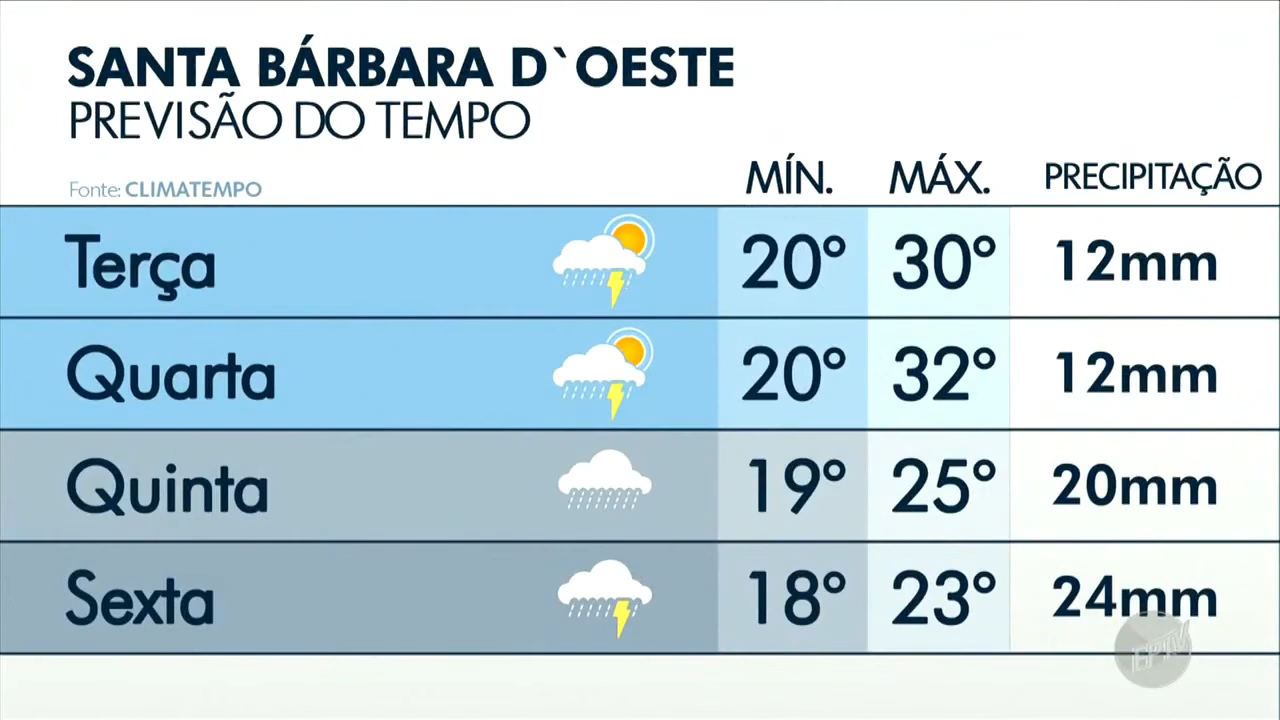 SANTA BÁRBARA D`OESTE
PREVISÃO DO TEMPO
Fonte: CLIMATEMPO MÍN. MÁX. PRECIPITAÇÃO
Terça 20° 30° 12mm
Quarta 20° 32° 12mm
Quinta 19° 25° 20mm
Sexta 18° 23° 24mm
EPTV